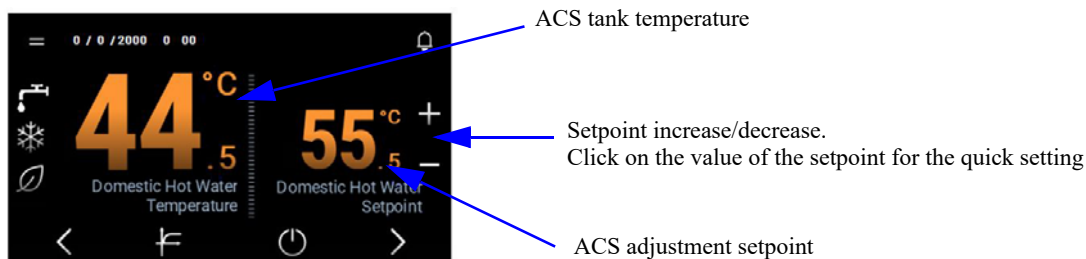 ACS tank temperature
0 / 0 /2000 0 00
44.5 °C
55.5 °C
+
Setpoint increase/decrease.
Click on the value of the setpoint for the quick setting
−
Domestic Hot Water
Temperature
Domestic Hot Water
Setpoint
ACS adjustment setpoint